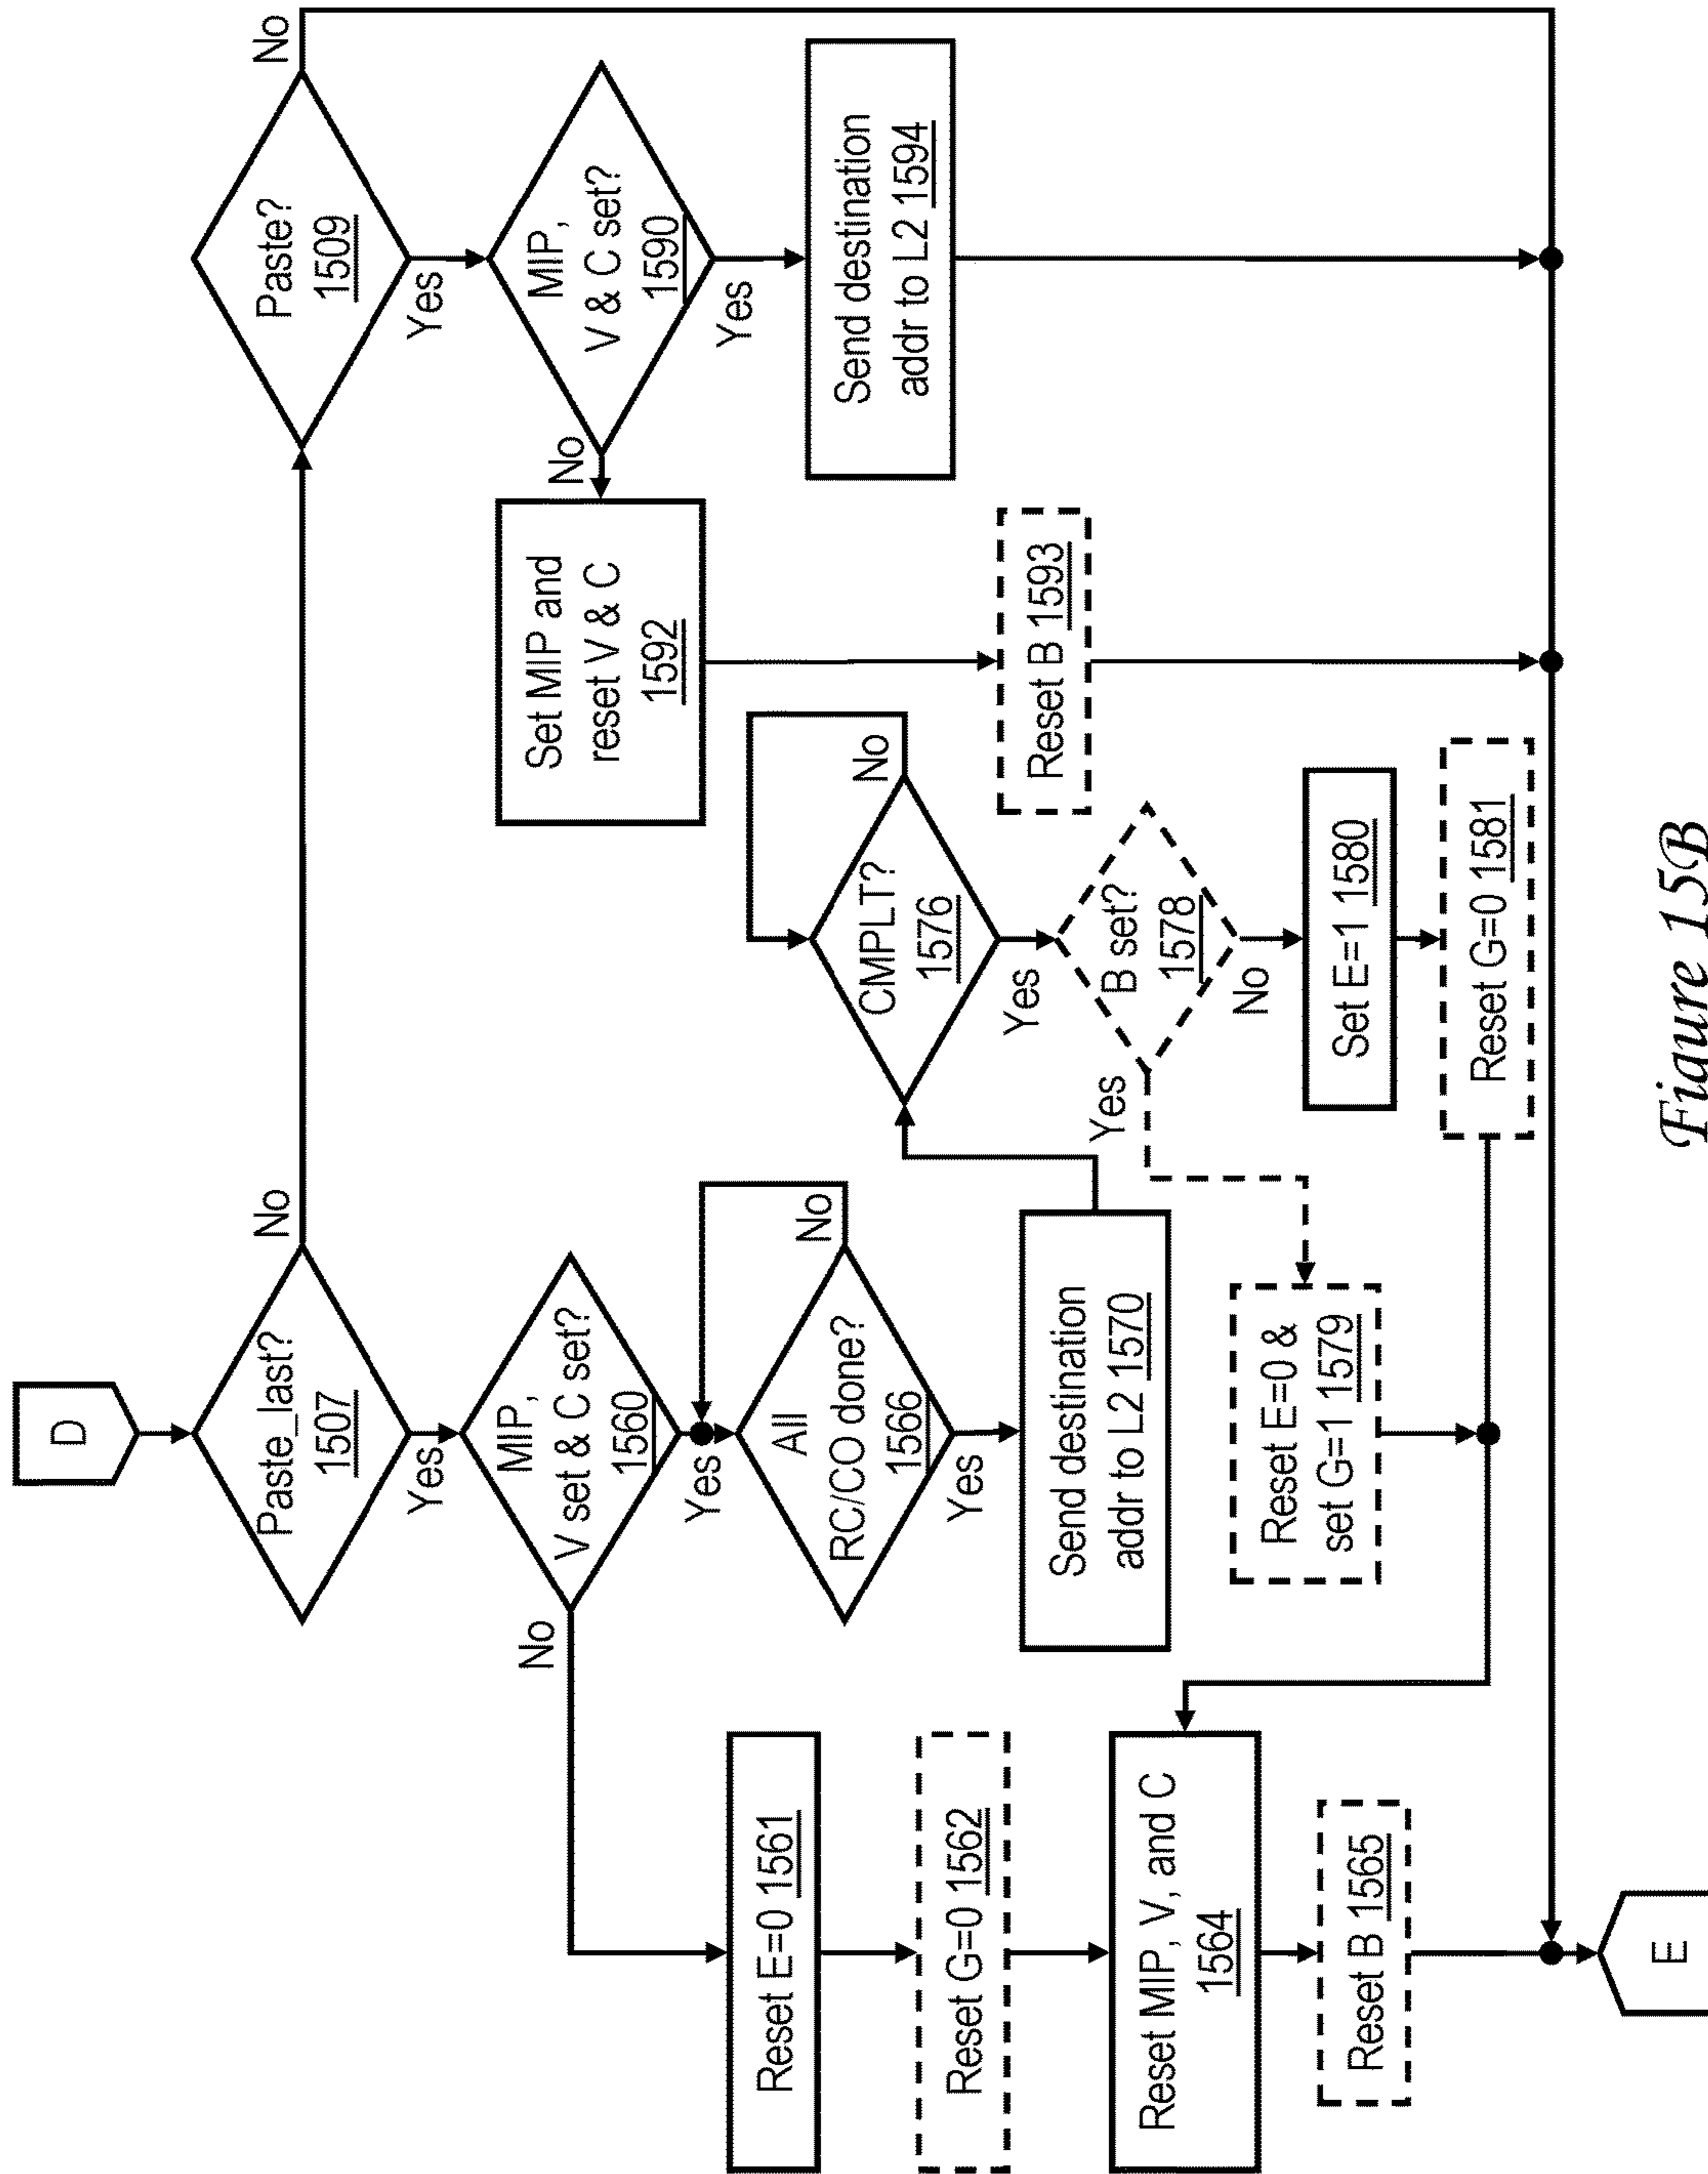 D
Paste_last?
1507
Yes
No
Paste?
1509
Yes
No
MIP,
V set & C set?
1560
No
Yes
MIP,
V & C set?
1590
No
Yes
All
RC/CO done?
1566
No
Yes
Set MIP and
reset V & C
1592
Send destination
addr to L2 1594
Reset E=0 1561
Reset G=0 1562
Send destination
addr to L2 1570
CMPLT?
1576
No
Yes
Reset B 1593
B set?
1578
Yes
No
Reset E=0 &
set G=1 1579
Set E=1 1580
Reset G=0 1581
Reset MIP, V, and C
1564
Reset B 1565
E
Figure 15B